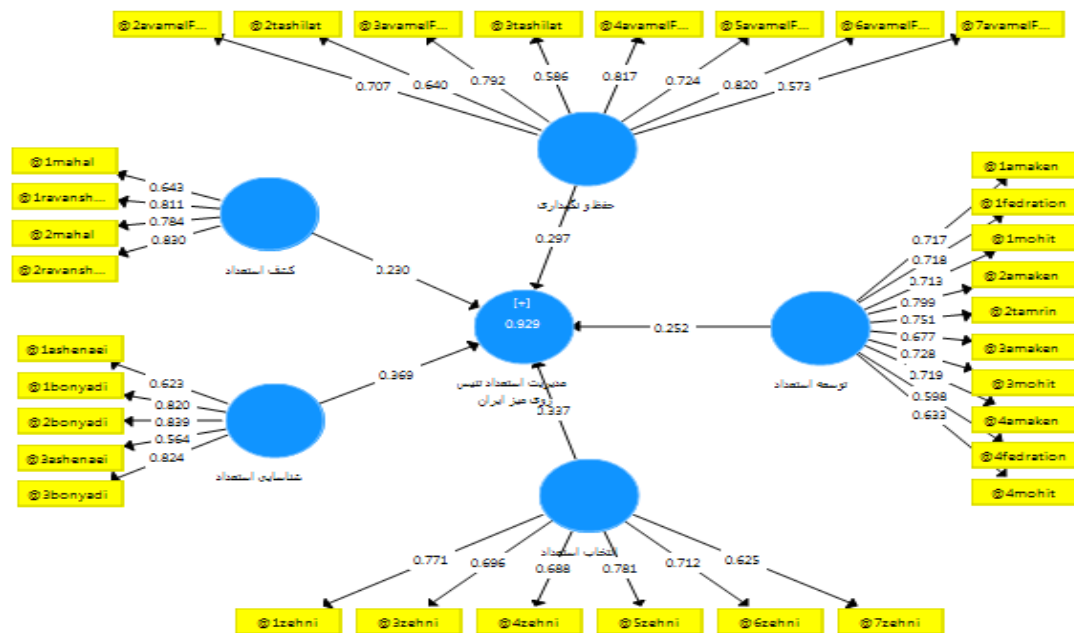 @2avamelF...
@2tashilat
@3avamelF...
@3tashilat
@4avamelF...
@5avamelF...
@6avamelF...
@7avamelF...
0.707
0.640
0.792
0.586
0.817
0.724
0.820
0.573
حفظ و نگهداری
0.297
@1mahal
@1ravansh...
@2mahal
@2ravansh...
0.643
0.811
0.784
0.830
کشف استعداد
0.230
@1amaken
@1fedration
@1mohit
@2amaken
@2tamrin
@3amaken
@3mohit
@4amaken
@4fedration
@4mohit
0.717
0.718
0.713
0.799
0.751
0.677
0.728
0.719
0.598
0.633
توسعه استعداد
0.252
[+]
0.929
مدیریت استعداد تنیس
روی میز ایران
@1ashenaei
@1bonyadi
@2bonyadi
@3ashenaei
@3bonyadi
0.623
0.820
0.839
0.564
0.824
شناسایی استعداد
0.369
0.337
انتخاب استعداد
0.771
0.696
0.688
0.781
0.712
0.625
@1zehni
@3zehni
@4zehni
@5zehni
@6zehni
@7zehni